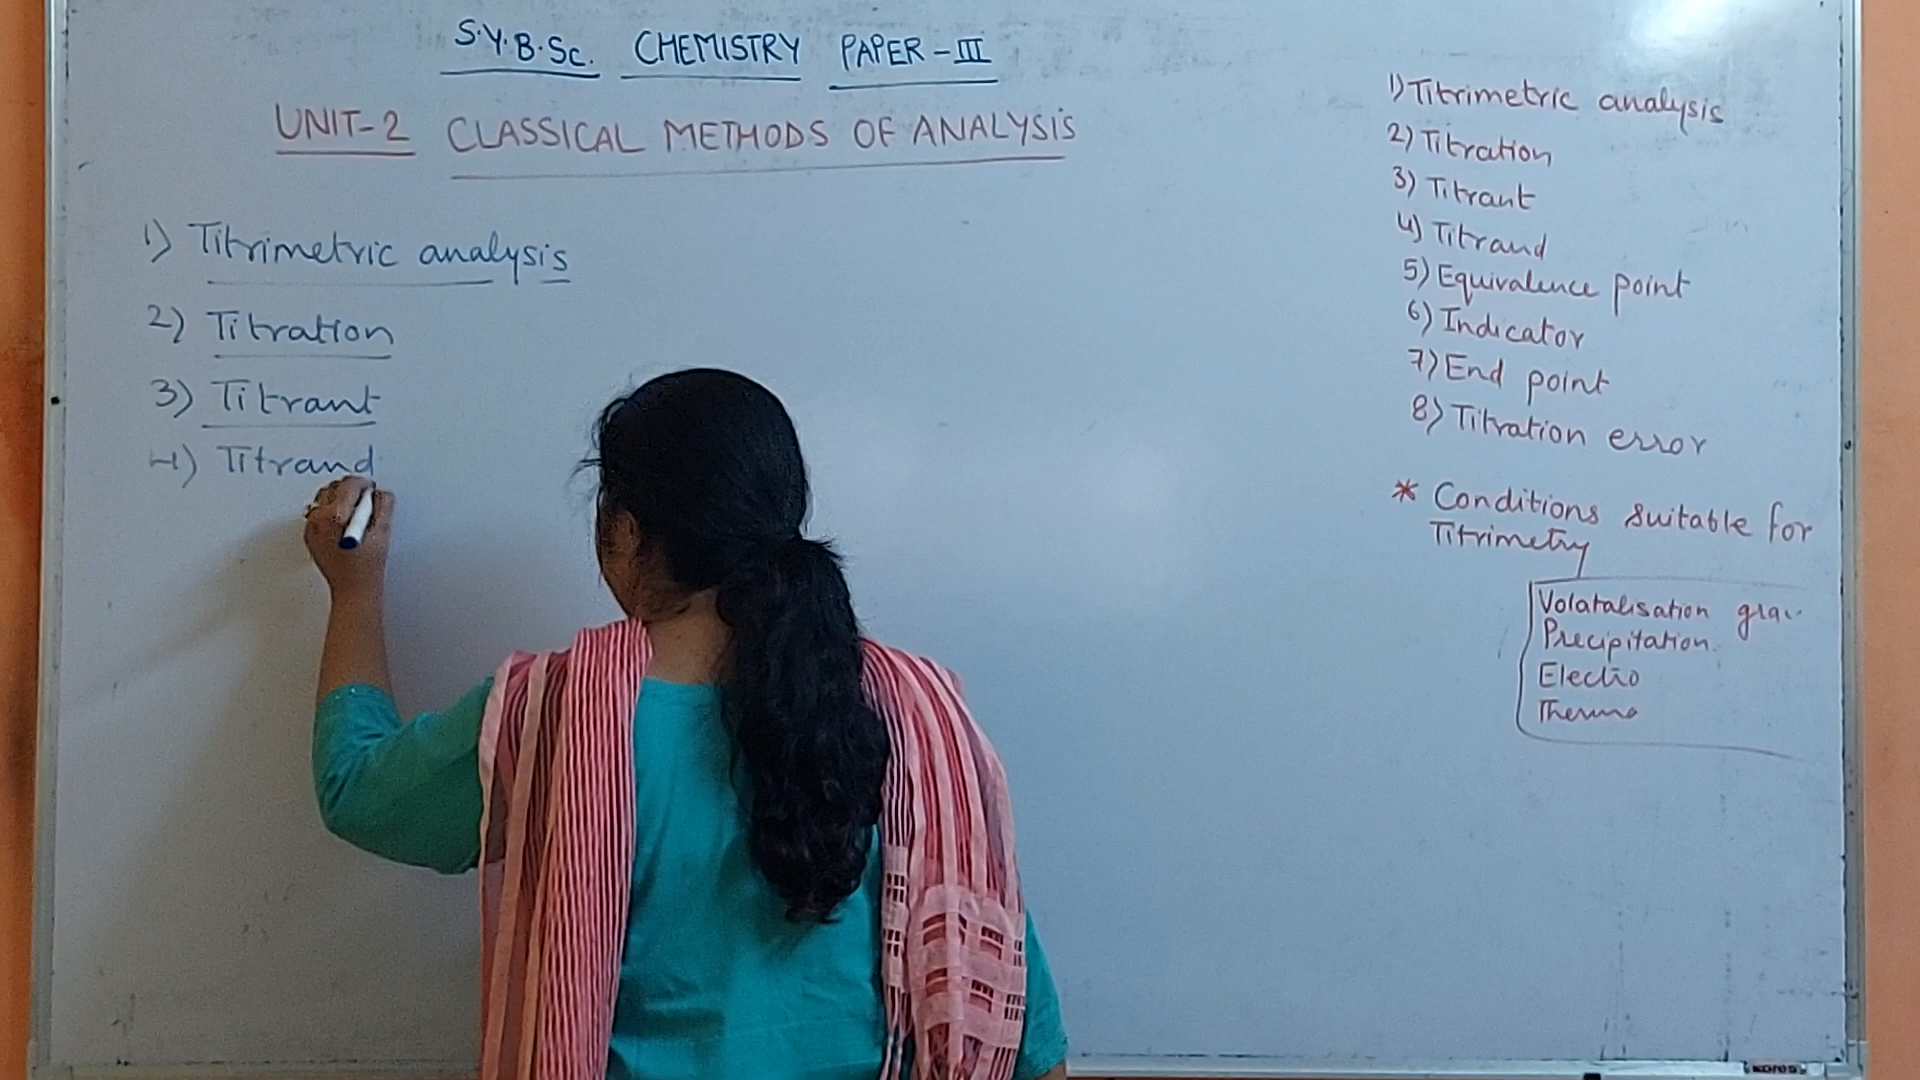 S.Y.B.Sc. CHEMISTRY PAPER - III
UNIT-2 CLASSICAL METHODS OF ANALYSIS
1) Titrimetric analysis
2) Titration
3) Titrant
4) Titrand
1) Titrimetric analysis
2) Titration
3) Titrant
4) Titrand
5) Equivalence point
6) Indicator
7) End point
8) Titration error
* Conditions suitable for
Titrimetry
Volatalisation
Precipitation.
Electro
Thermo